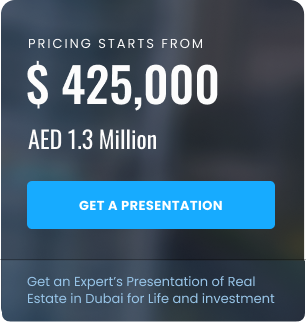 PRICING STARTS FROM
$ 425,000
AED 1.3 Million
GET A PRESENTATION
Get an Expert's Presentation of Real
Estate in Dubai for Life and investment